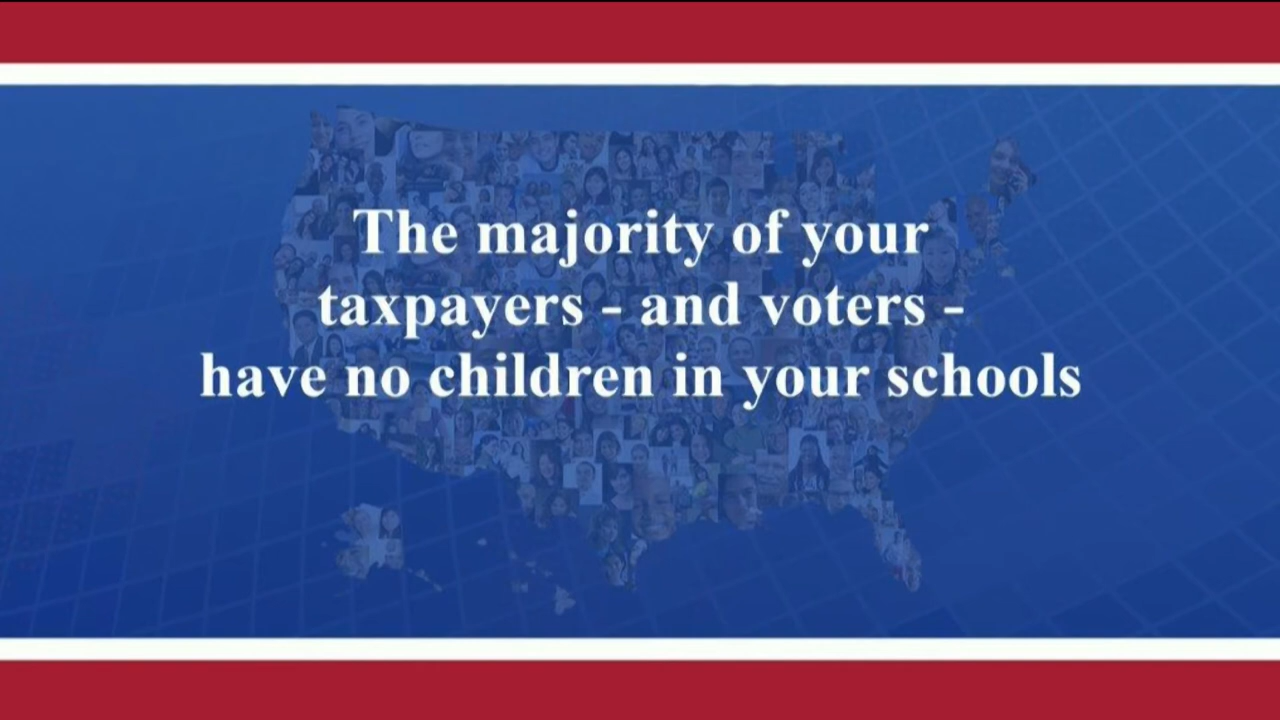 The majority of your
taxpayers - and voters -
have no children in your schools